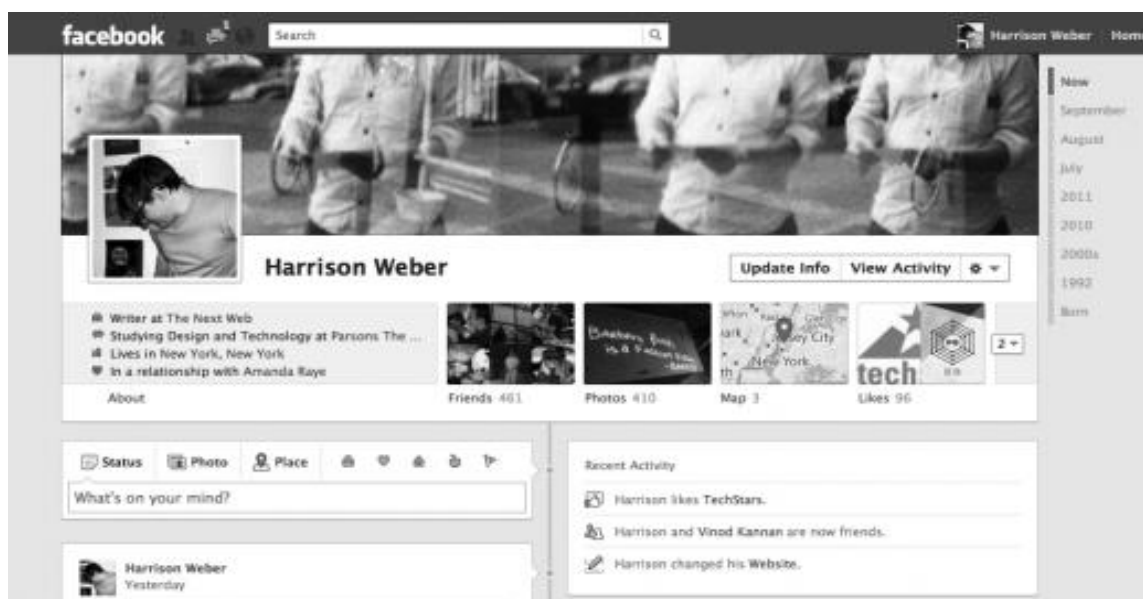 facebook
1
Search
Harrison Weber
Now
September
August
July
2011
2010
2000s
1992
Born
Harrison Weber
Update Info
View Activity
Writer at The Next Web
Studying Design and Technology at Parsons The ...
Lives in New York, New York
In a relationship with Amanda Raye
About
Friends 461
is a
Photos 410
Jersey City
New York
Map 3
tech
Likes 96
2
Status
Photo
Place
What's on your mind?
Recent Activity
Harrison likes TechStars.
Harrison and Vinod Kannan are now friends.
Harrison changed his Website.
Harrison Weber
Yesterday